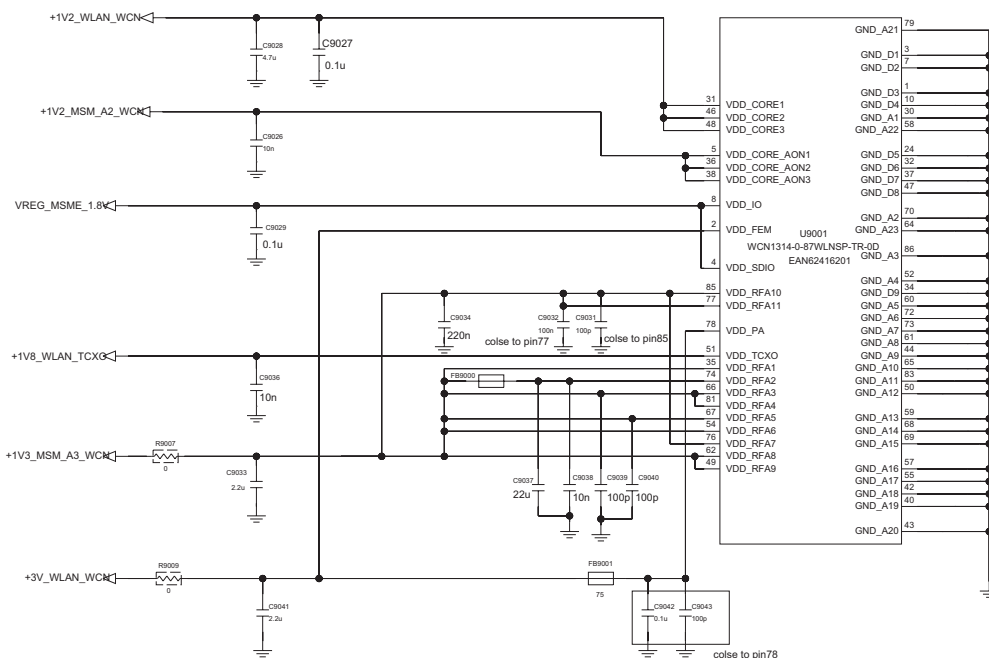 +1V2_WLAN_WCN
C9028
4.7u
C9027
0.1u
+1V2_MSM_A2_WCN
C9026
10n
VREG_MSME_1.8V
C9029
0.1u
C9034
220n
C9032
100n
C9031
100p
colse to pin77
colse to pin85
+1V8_WLAN_TCXO
C9036
10n
FB9000
+1V3_MSM_A3_WCN
R9007
0
C9033
2.2u
C9037
22u
C9038
10n
C9039
100p
C9040
100p
+3V_WLAN_WCN
R9009
0
C9041
2.2u
FB9001
75
C9042
0.1u
C9043
100p
colse to pin78
31 VDD_CORE1
46 VDD_CORE2
48 VDD_CORE3
5 VDD_CORE_AON1
36 VDD_CORE_AON2
38 VDD_CORE_AON3
8 VDD_IO
2 VDD_FEM
4 VDD_SDIO
85 VDD_RFA10
77 VDD_RFA11
78 VDD_PA
51 VDD_TCXO
35 VDD_RFA1
74 VDD_RFA2
66 VDD_RFA3
81 VDD_RFA4
67 VDD_RFA5
54 VDD_RFA6
76 VDD_RFA7
62 VDD_RFA8
49 VDD_RFA9
U9001
WCN1314-0-87WLNSP-TR-0D
EAN62416201
GND_A21 79
GND_D1 3
GND_D2 7
GND_D3 1
GND_D4 10
GND_A1 30
GND_A22 58
GND_D5 24
GND_D6 32
GND_D7 37
GND_D8 47
GND_A2 70
GND_A23 64
GND_A3 86
GND_A4 52
GND_D9 34
GND_A5 60
GND_A6 72
GND_A7 73
GND_A8 61
GND_A9 44
GND_A10 65
GND_A11 83
GND_A12 50
GND_A13 59
GND_A14 68
GND_A15 69
GND_A16 57
GND_A17 55
GND_A18 42
GND_A19 40
GND_A20 43